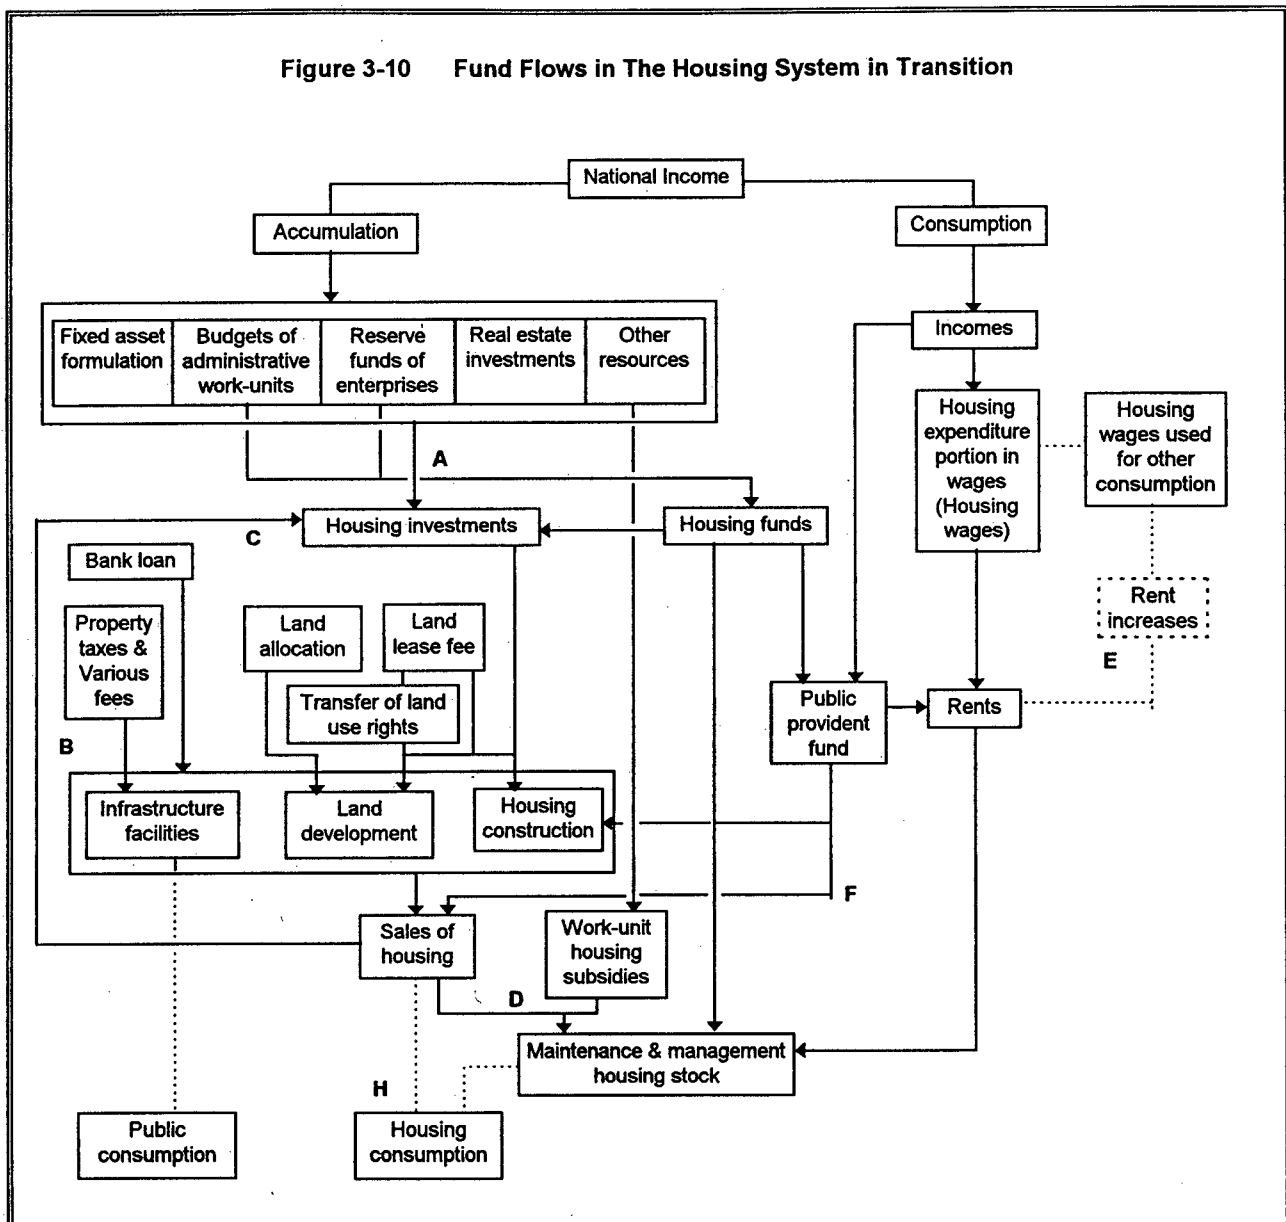 Figure 3-10 Fund Flows in The Housing System in Transition
National Income
Accumulation
Consumption
Fixed asset
formulation
Budgets of
administrative
work-units
Reserve
funds of
enterprises
Real estate
investments
Other
resources
Incomes
Housing
expenditure
portion in
wages
(Housing
wages)
Housing
wages used
for other
consumption
A
Housing investments
Housing funds
C
Bank loan
Rent
increases
E
Property
taxes &
Various
fees
Land
allocation
Land
lease fee
Transfer of land
use rights
Public
provident
fund
Rents
B
Infrastructure
facilities
Land
development
Housing
construction
F
Sales of
housing
Work-unit
housing
subsidies
D
Maintenance & management
housing stock
H
Public
consumption
Housing
consumption